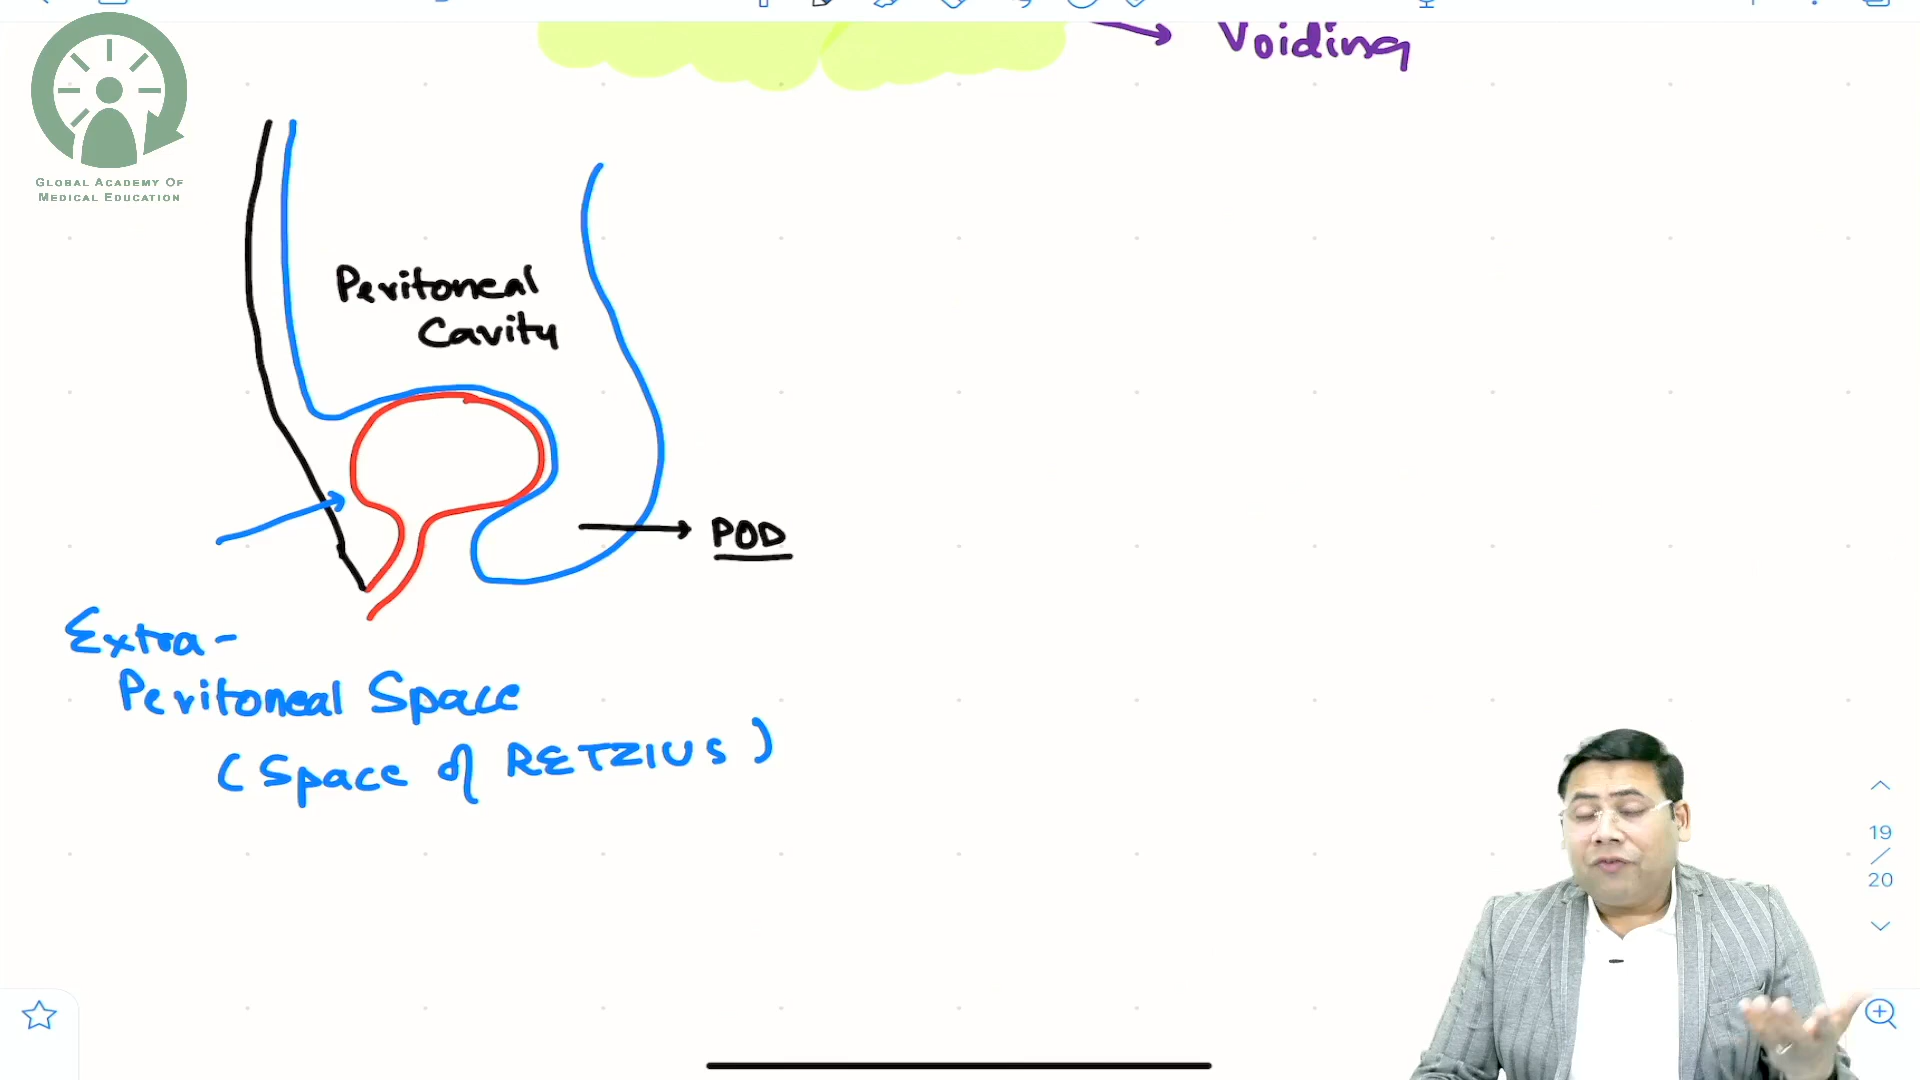 Voiding
GLOBAL ACADEMY OF
MEDICAL EDUCATION
Peritoneal
Cavity
POD
Extra-
Peritoneal Space
(Space of RETZIUS)
19
/
20